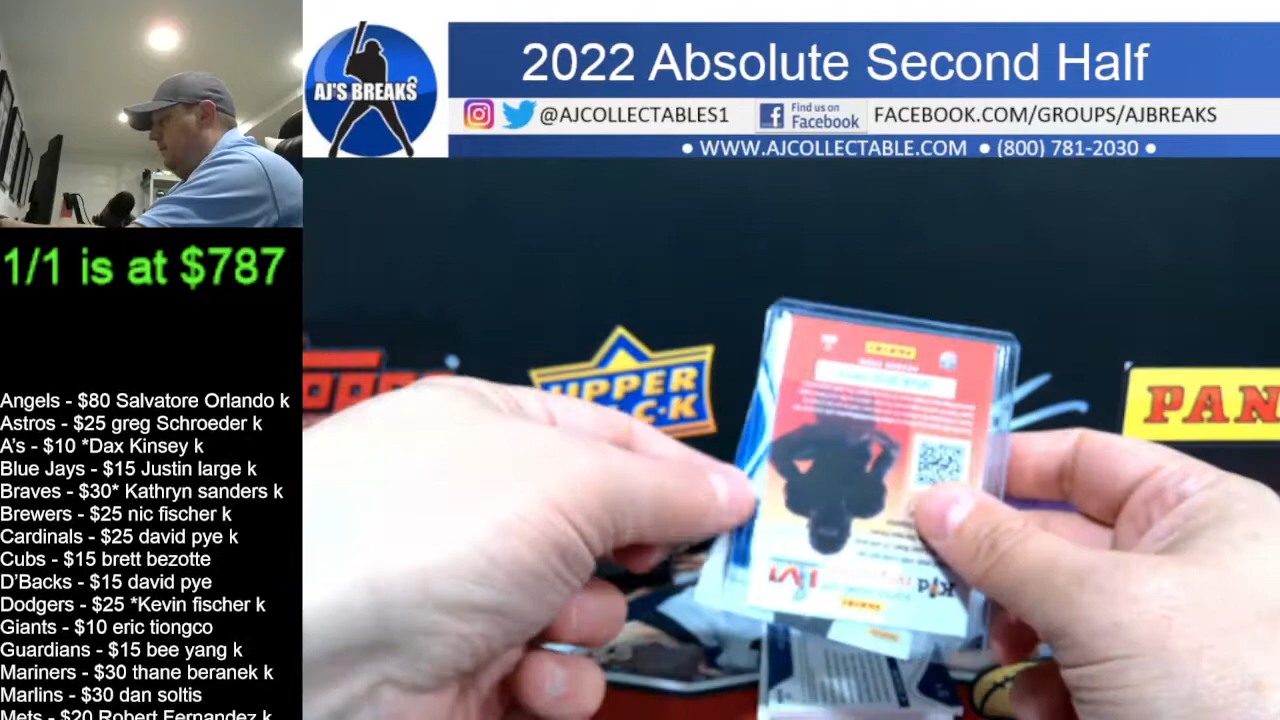 AJ'S BREAKS
2022 Absolute Second Half
@AJCOLLECTABLES1
Find us on
Facebook
FACEBOOK.COM/GROUPS/AJBREAKS
• WWW.AJCOLLECTABLE.COM • (800) 781-2030 •
1/1 is at $787
Angels - $80 Salvatore Orlando k
Astros - $25 greg Schroeder k
A's - $10 *Dax Kinsey k
Blue Jays - $15 Justin large k
Braves - $30* Kathryn sanders k
Brewers - $25 nic fischer k
Cardinals - $25 david pye k
Cubs - $15 brett bezotte
D'Backs - $15 david pye
Dodgers - $25 *Kevin fischer k
Giants - $10 eric tiongco
Guardians - $15 bee yang k
Mariners - $30 thane beranek k
Marlins - $30 dan soltis
Mets - $20 Robert Fernandez k
UPPER
PAN